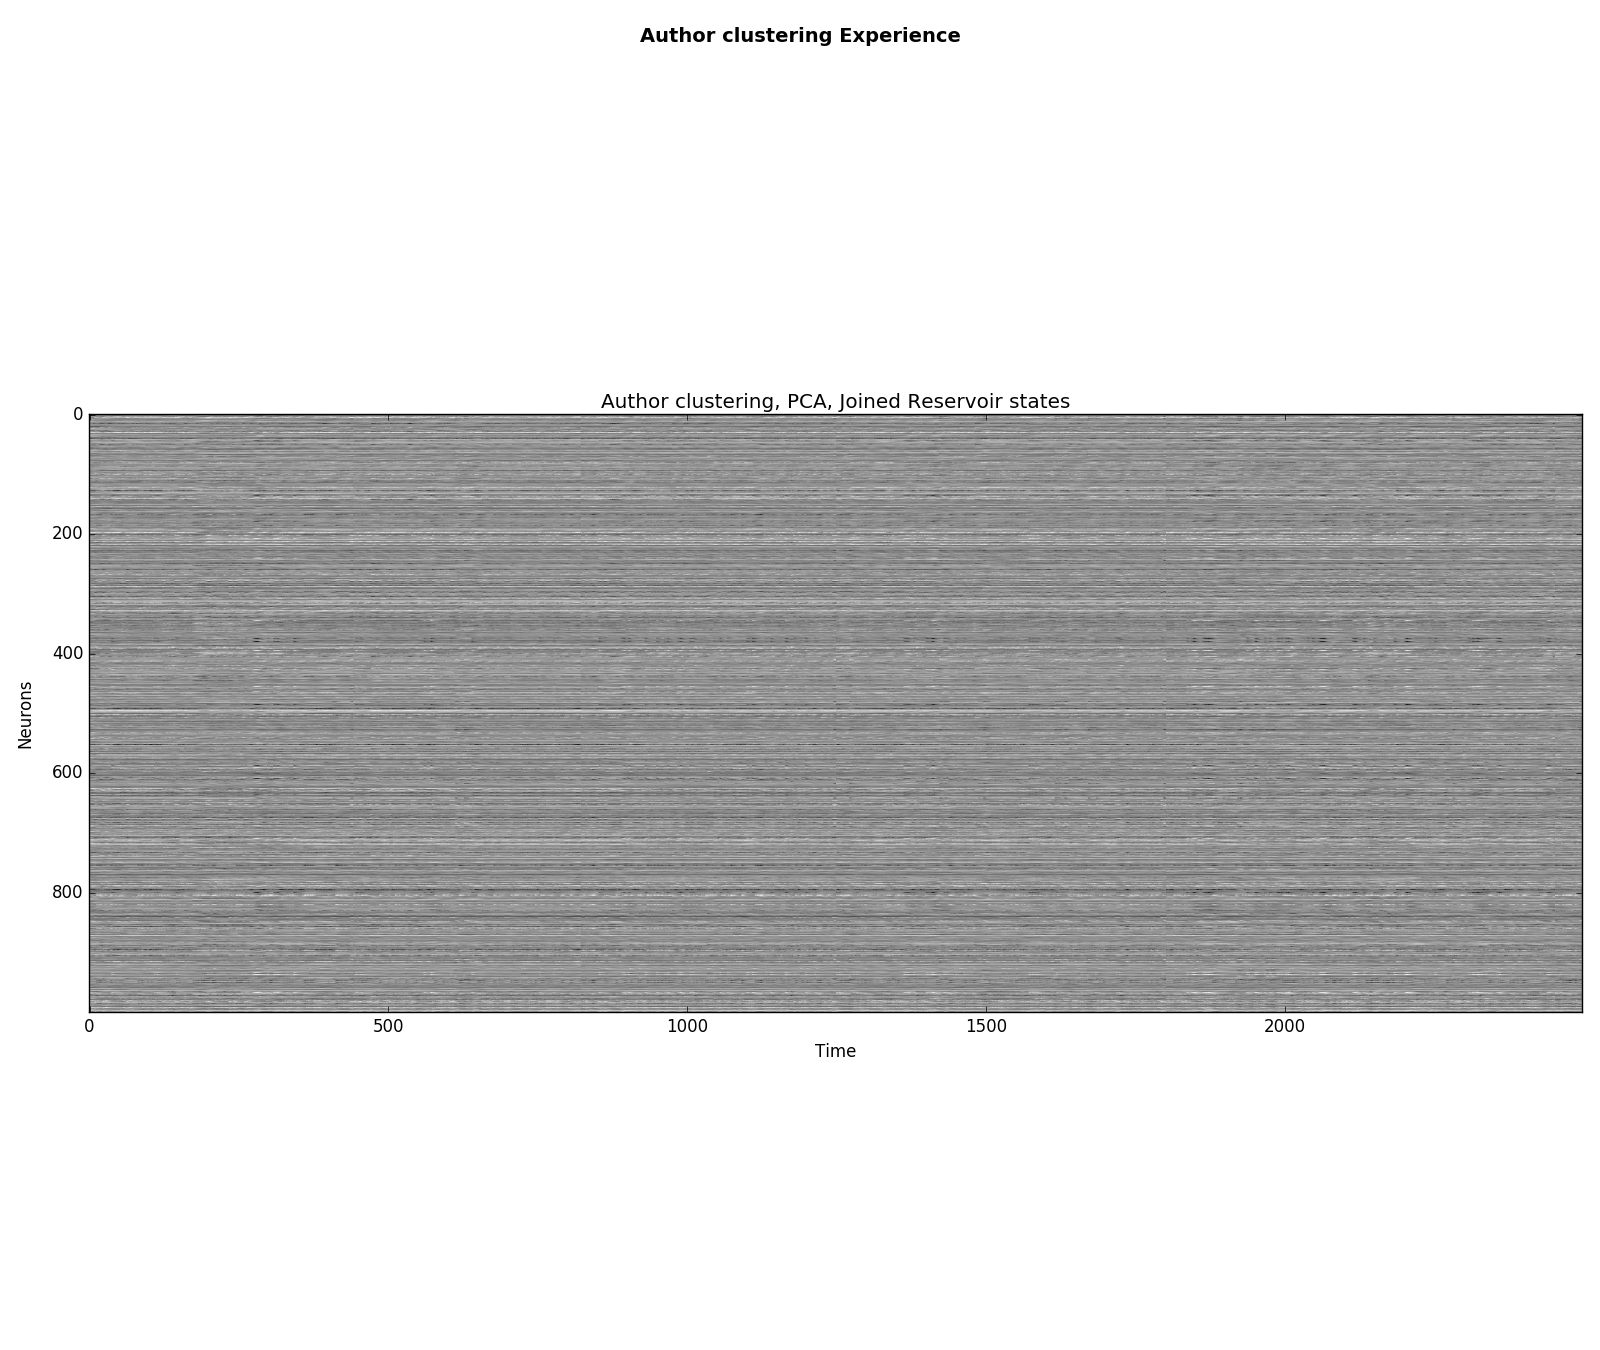 Author clustering Experience
Author clustering, PCA, Joined Reservoir states
0
200
400
600
800
Neurons
0 500 1000 1500 2000
Time